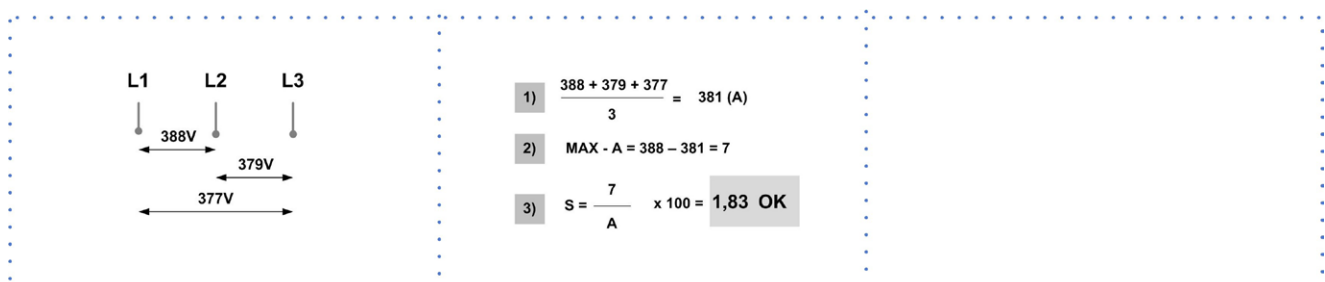 L1 L2 L3
388V
379V
377V
1) 388 + 379 + 377
3
= 381 (A)
2) MAX - A = 388 – 381 = 7
3) S = 7
A
x 100 = 1,83 OK